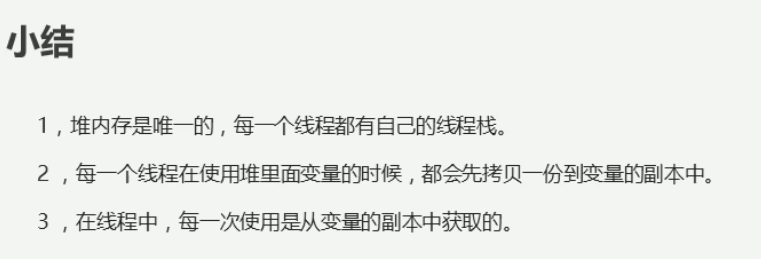 小结
1，堆内存是唯一的，每一个线程都有自己的线程栈。
2 ，每一个线程在使用堆里面变量的时候，都会先拷贝一份到变量的副本中。
3 ，在线程中，每一次使用是从变量的副本中获取的。